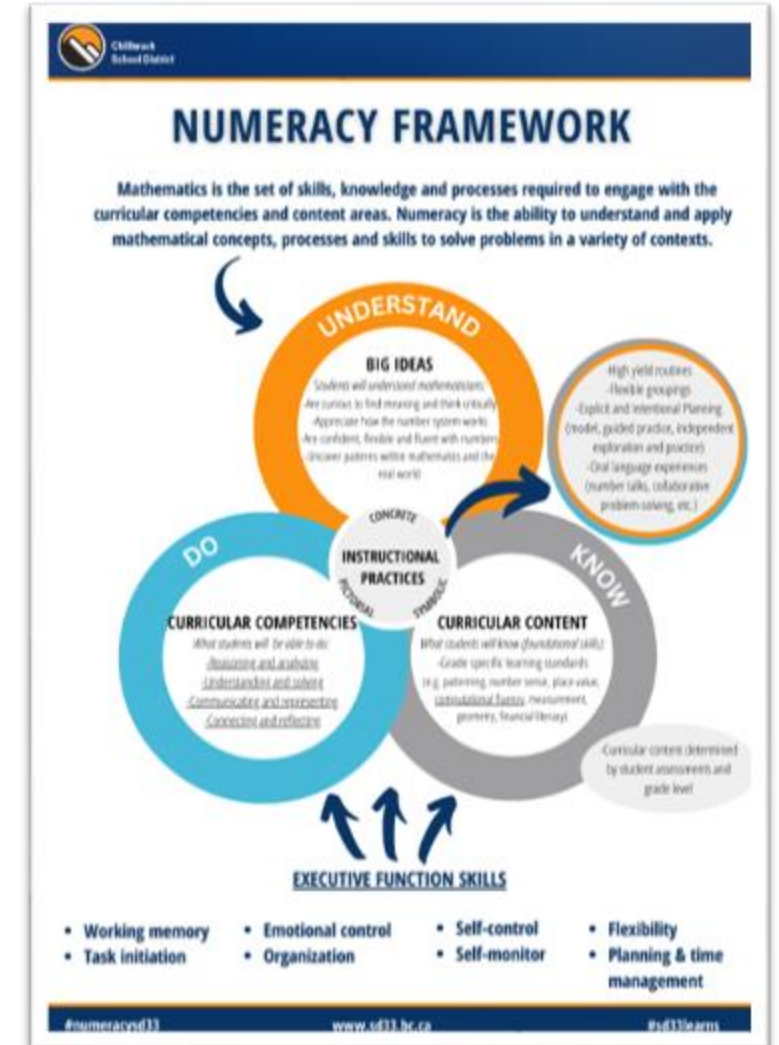 Chilliwack
School District
NUMERACY FRAMEWORK
Mathematics is the set of skills, knowledge and processes required to engage with the
curricular competencies and content areas. Numeracy is the ability to understand and apply
mathematical concepts, processes and skills to solve problems in a variety of contexts.
UNDERSTAND
BIG IDEAS
Students will understand mathematicians:
-Are curious to find meaning and think critically
-Appreciate how the number system works
-Are confident, flexible and fluent with numbers
-Uncover patterns within mathematics and the
real world
-High yield routines
-Flexible groupings
-Explicit and Intentional Planning
(model, guided practice, independent
exploration and practice)
-Oral language experiences
(number talks, collaborative
problem-solving, etc.)
CONCRETE
INSTRUCTIONAL
PRACTICES
PICTORIAL
SYMBOLIC
DO
CURRICULAR COMPETENCIES
What students will be able to do:
-Reasoning and analyzing
-Understanding and solving
-Communicating and representing
-Connecting and reflecting
KNOW
CURRICULAR CONTENT
What students will know (foundational skills):
-Grade specific learning standards
(e.g. patterning, number sense, place value,
computational fluency, measurement,
geometry, financial literacy)
-Curricular content determined
by student assessments and
grade level
EXECUTIVE FUNCTION SKILLS
• Working memory
• Task initiation
• Emotional control
• Organization
• Self-control
• Self-monitor
• Flexibility
• Planning & time
management
#numeracysd33
www.sd33.bc.ca
#sd33learns